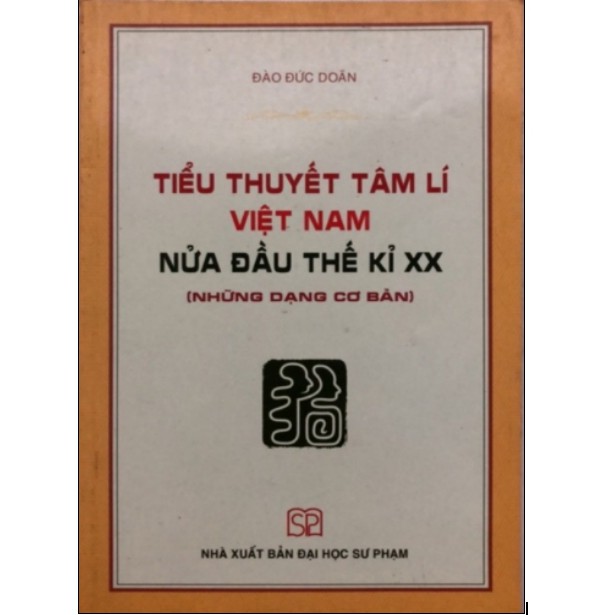 ĐÀO ĐỨC DOÃN
TIỂU THUYẾT TÂM LÍ
VIỆT NAM
NỬA ĐẦU THẾ KỈ XX
(NHỮNG DẠNG CƠ BẢN)
SP
NHÀ XUẤT BẢN ĐẠI HỌC SƯ PHẠM